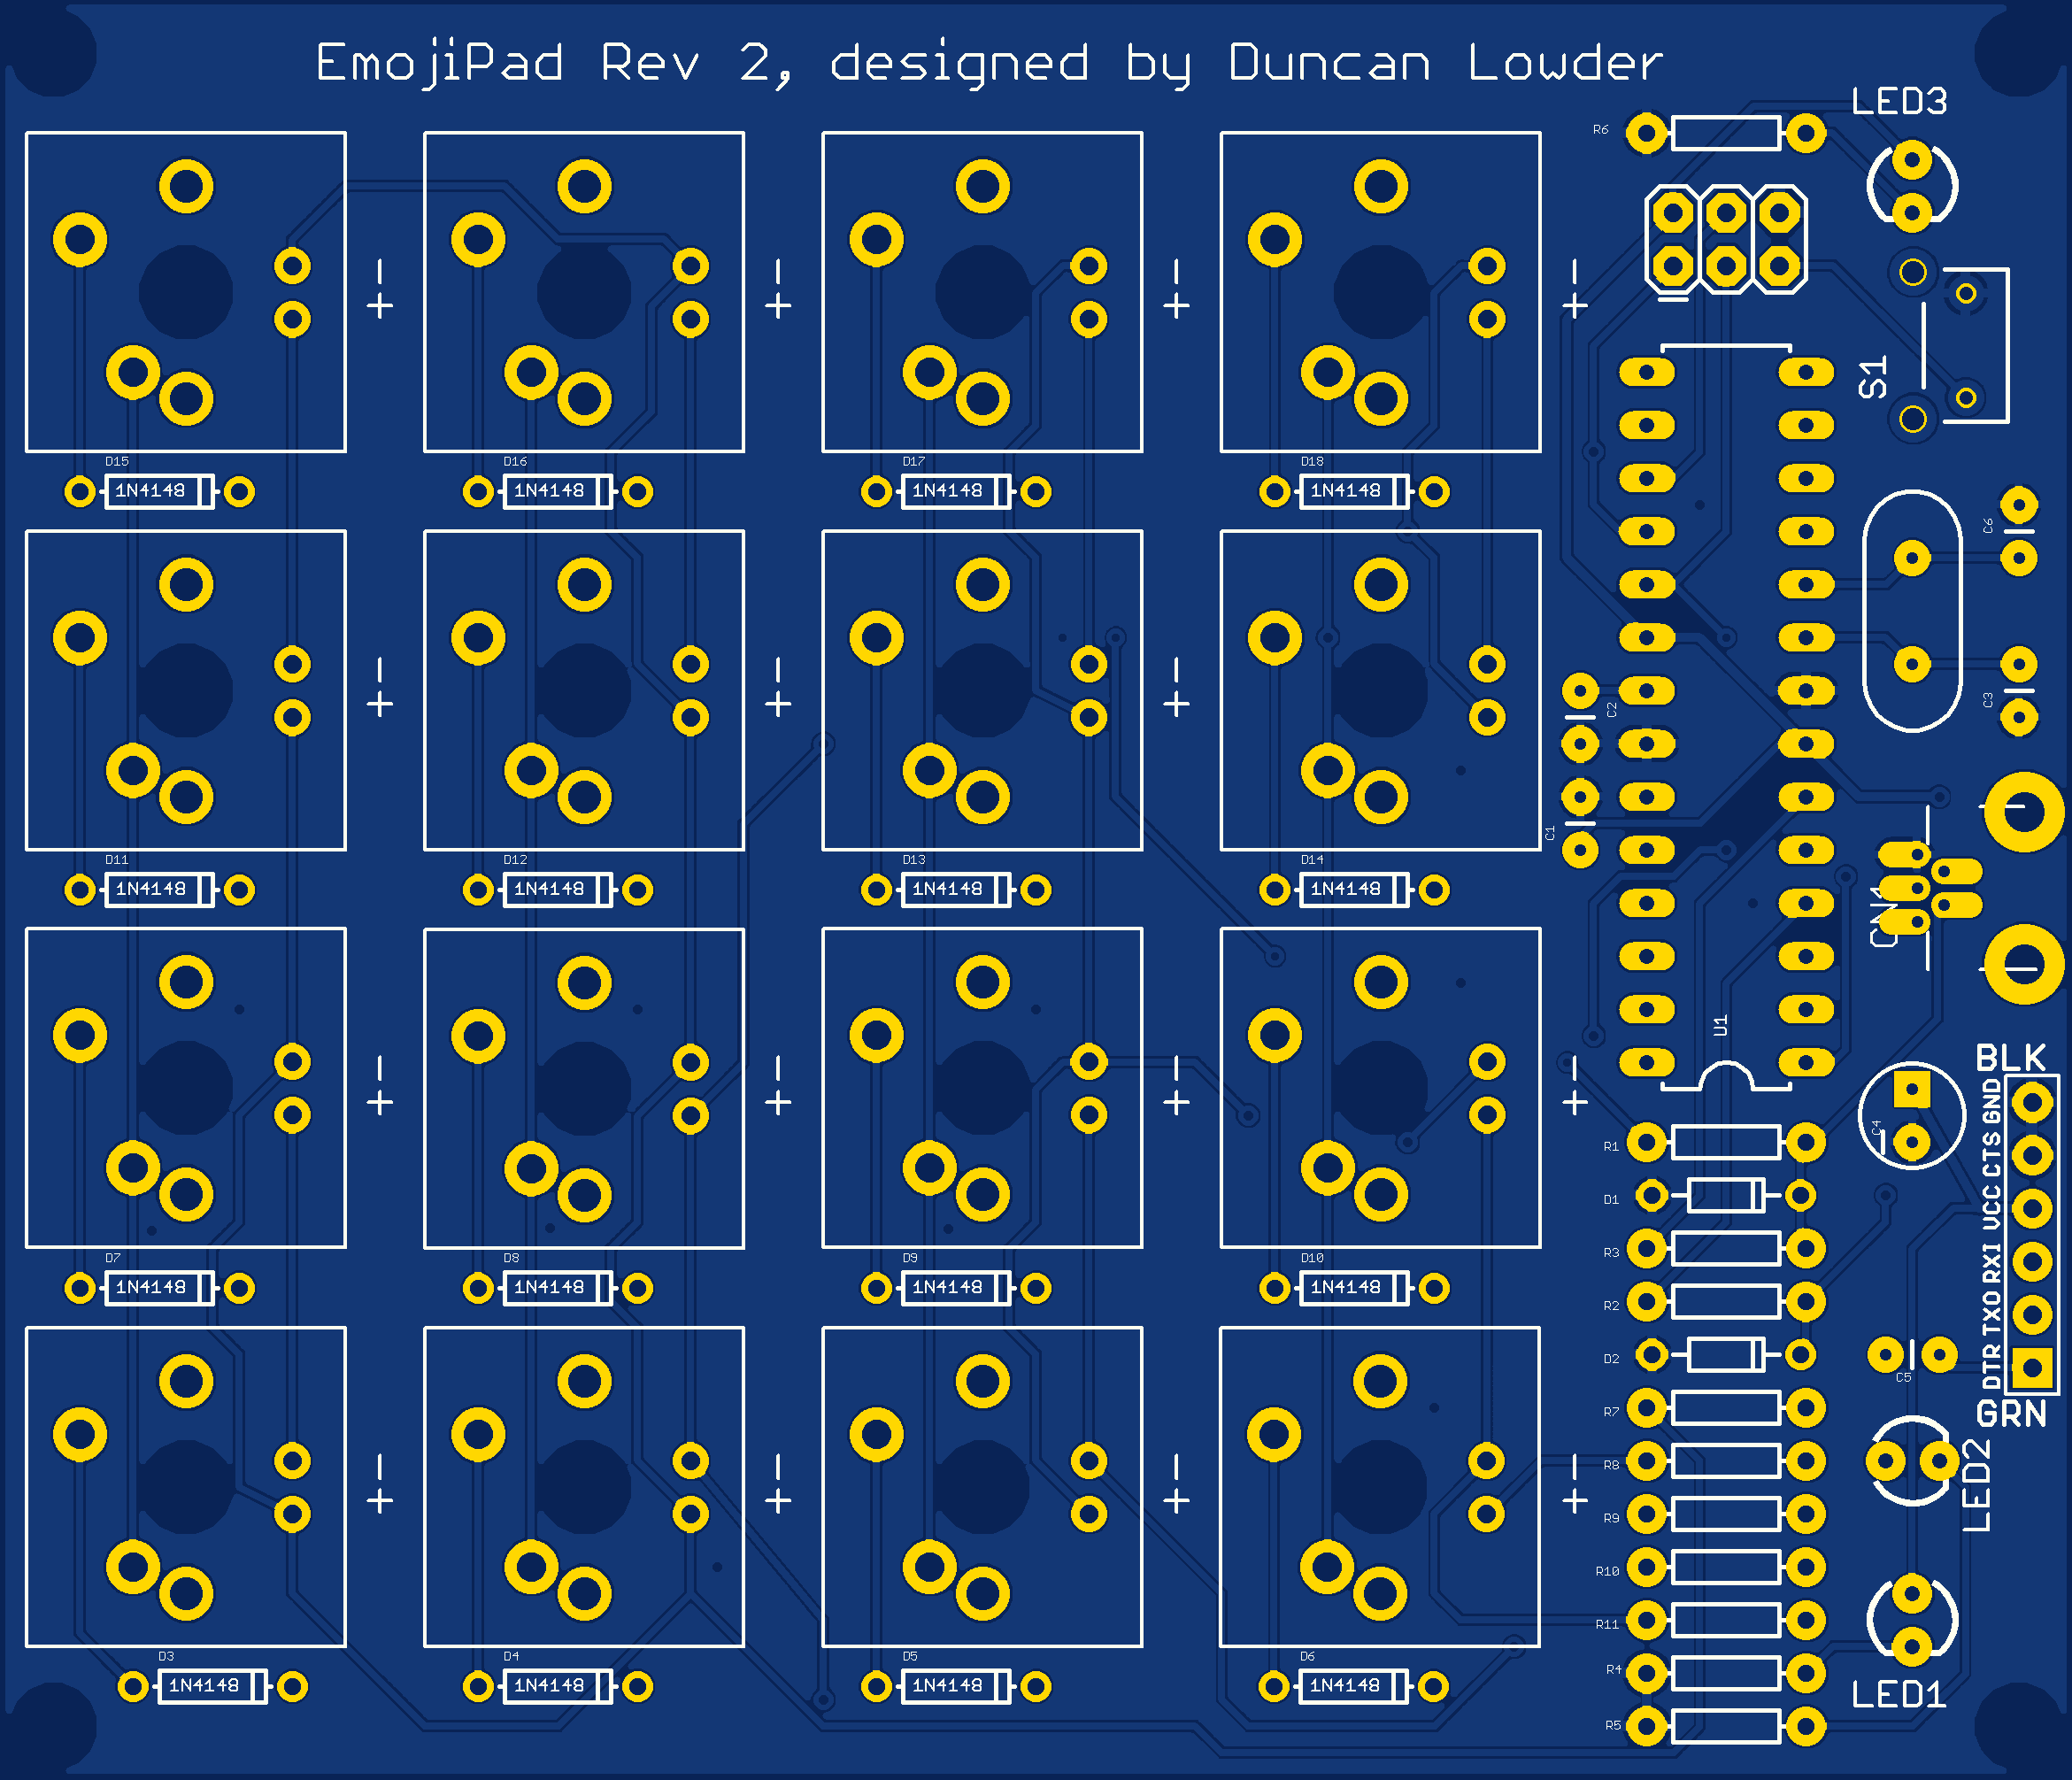 EmojiPad Rev 2, designed by Duncan Lowder
LED3
R6
S1
D15
1N4148
D16
1N4148
D17
1N4148
D18
1N4148
C6
C3
C2
C1
D11
1N4148
D12
1N4148
D13
1N4148
D14
1N4148
CN1
U1
BLK
GND
CTS
VCC
RXI
TXO
DTR
GRN
C4
R1
D1
R3
R2
D2
C5
D7
1N4148
D8
1N4148
D9
1N4148
D10
1N4148
R7
R8
R9
R10
R11
R4
R5
LED2
LED1
D3
1N4148
D4
1N4148
D5
1N4148
D6
1N4148